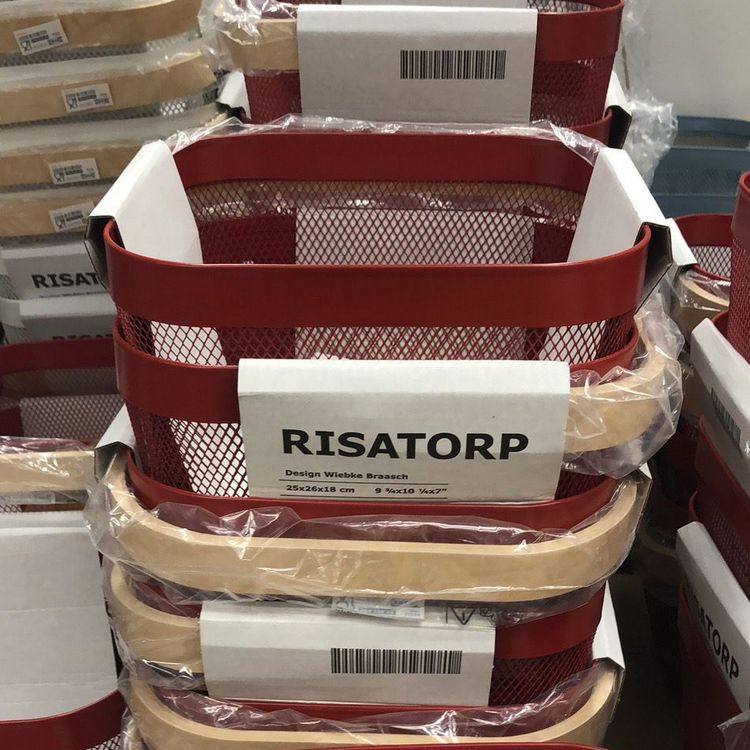 RISATORP
Design Wiebke Braasch
25x26x18 cm 9 ¾x10 ¼x7"
RISATORP
RISATORP